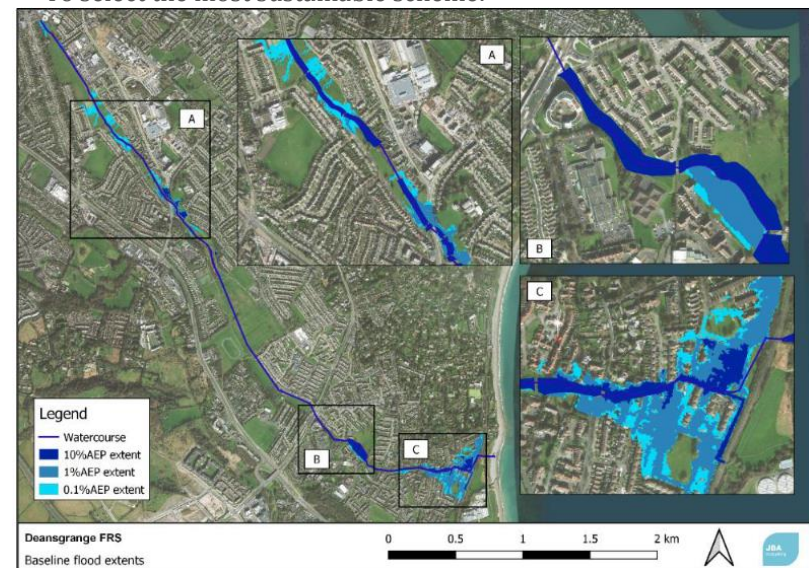 To select the most sustainable scheme.
A
A
B
C
B
C
Legend
Watercourse
10%AEP extent
1%AEP extent
0.1%AEP extent
Deansgrange FRS
Baseline flood extents
0 0.5 1 1.5 2 km
JBA